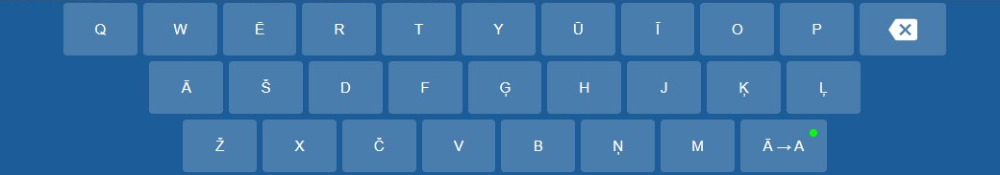 Q W Ē R T Y Ū Ī O P
Ā Š D F Ģ H J Ķ Ļ
Ž X Č V B Ņ M Ā→A